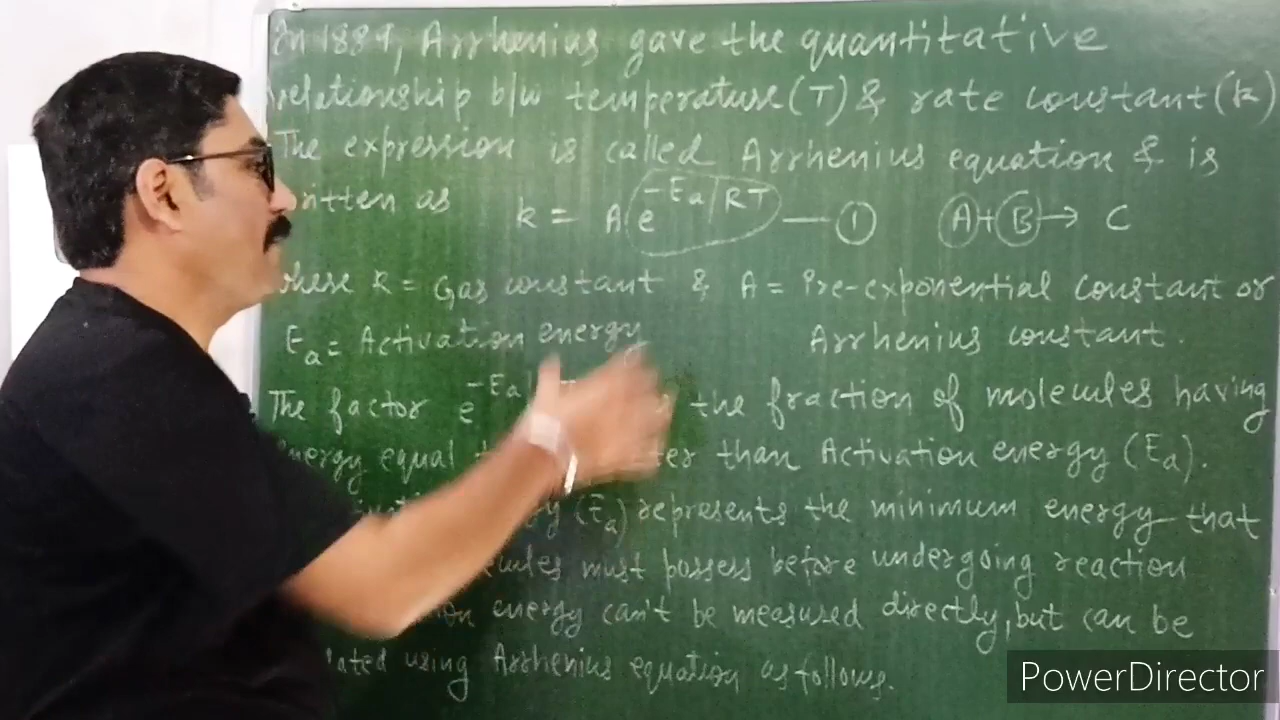 In 1889, Arrhenius gave the quantitative
relationship b/w temperature (T) & rate constant (k)
The expression is called Arrhenius equation & is
written as k = A e^-Ea/RT — 1 A + B → C
where R = Gas constant & A = Pre-exponential constant or
Ea = Activation energy Arrhenius constant.
The factor e^-Ea/ the fraction of molecules having
energy equal than Activation energy (Ea).
(Ea) represents the minimum energy that
must possess before undergoing reaction
energy can't be measured directly, but can be
using Arrhenius equation as follows.
PowerDirector